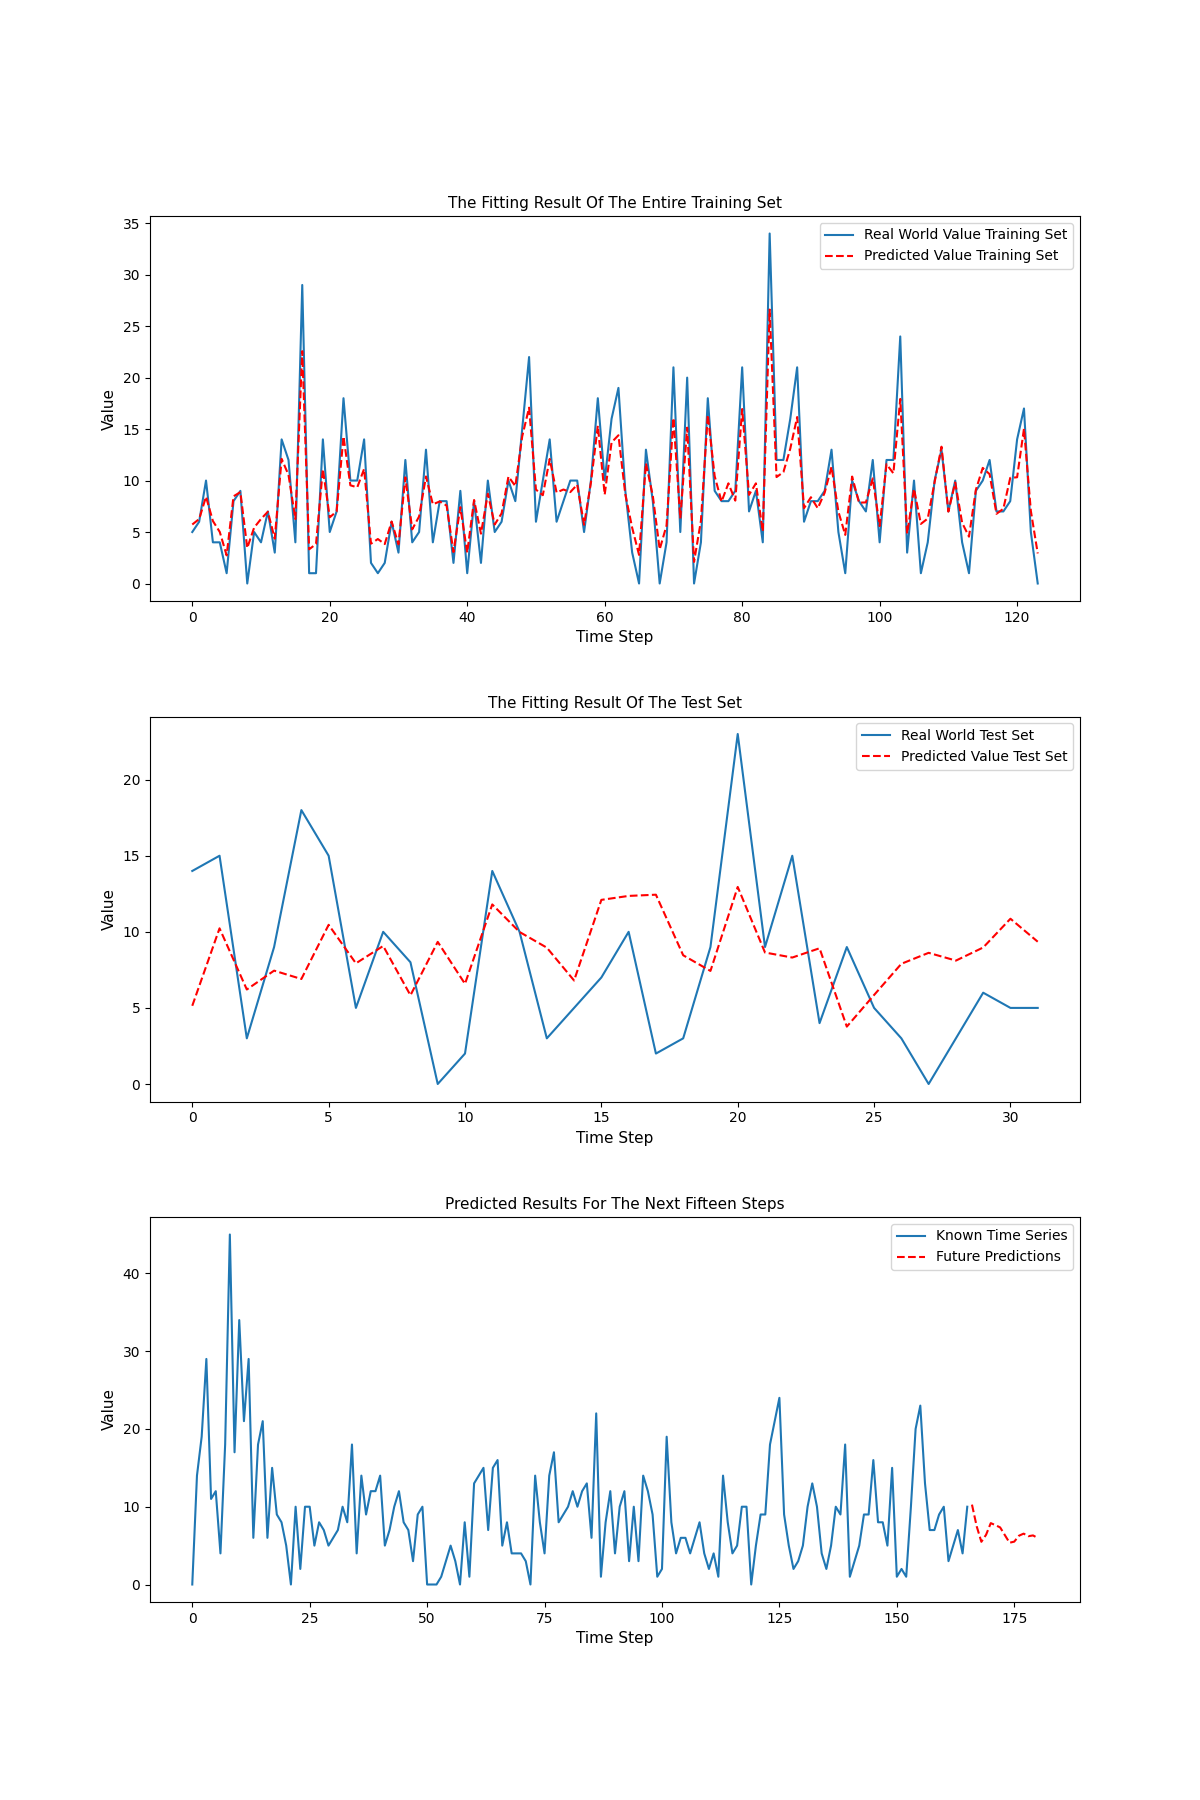 The Fitting Result Of The Entire Training Set
35
30
25
20
15
10
5
0
Value
Real World Value Training Set
Predicted Value Training Set
0 20 40 60 80 100 120
Time Step
The Fitting Result Of The Test Set
20
15
10
5
0
Value
Real World Test Set
Predicted Value Test Set
0 5 10 15 20 25 30
Time Step
Predicted Results For The Next Fifteen Steps
40
30
20
10
0
Value
Known Time Series
Future Predictions
0 25 50 75 100 125 150 175
Time Step